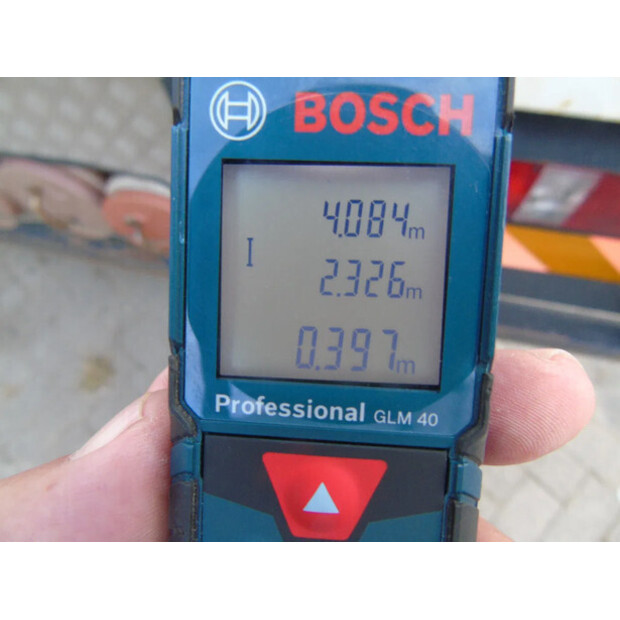 BOSCH
4.084m
2.326m
0.397m
Professional GLM 40